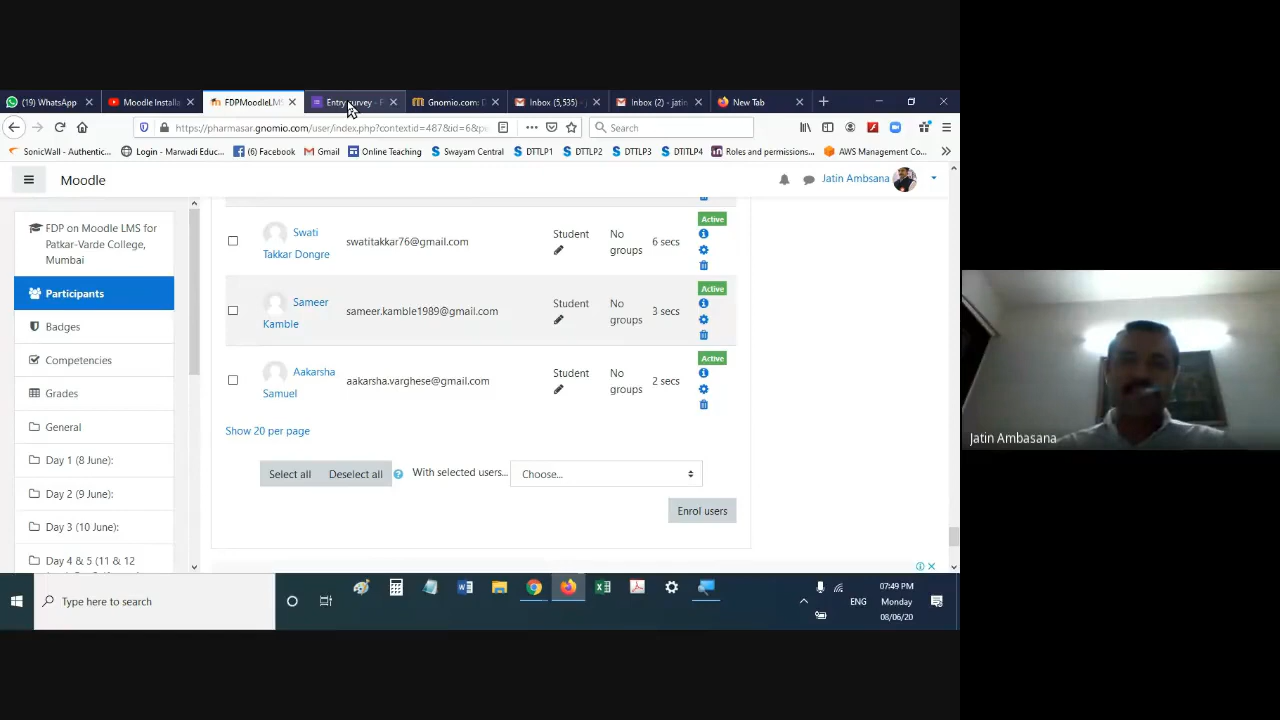 (19) WhatsApp
Moodle Installa
FDPMoodleLMS
Entry survey - F
Gnomio.com: D
Inbox (5,535) - j
Inbox (2) - jatin
New Tab
https://pharmasar.gnomio.com/user/index.php?contextid=487&id=6&pe
Search
SonicWall - Authentic...
Login - Marwadi Educ...
(6) Facebook
Gmail
Online Teaching
Swayam Central
DTTLP1
DTTLP2
DTTLP3
DTITLP4
Roles and permissions...
AWS Management Co...
Moodle
Jatin Ambsana
FDP on Moodle LMS for
Patkar-Varde College,
Mumbai
Participants
Badges
Competencies
Grades
General
Day 1 (8 June):
Day 2 (9 June):
Day 3 (10 June):
Day 4 & 5 (11 & 12
Swati
Takkar Dongre
swatitakkar76@gmail.com
Student
No
groups
6 secs
Active
Sameer
Kamble
sameer.kamble1989@gmail.com
Student
No
groups
3 secs
Active
Aakarsha
Samuel
aakarsha.varghese@gmail.com
Student
No
groups
2 secs
Active
Show 20 per page
Select all
Deselect all
With selected users...
Choose...
Enrol users
Jatin Ambasana
Type here to search
ENG
07:49 PM
Monday
08/06/20